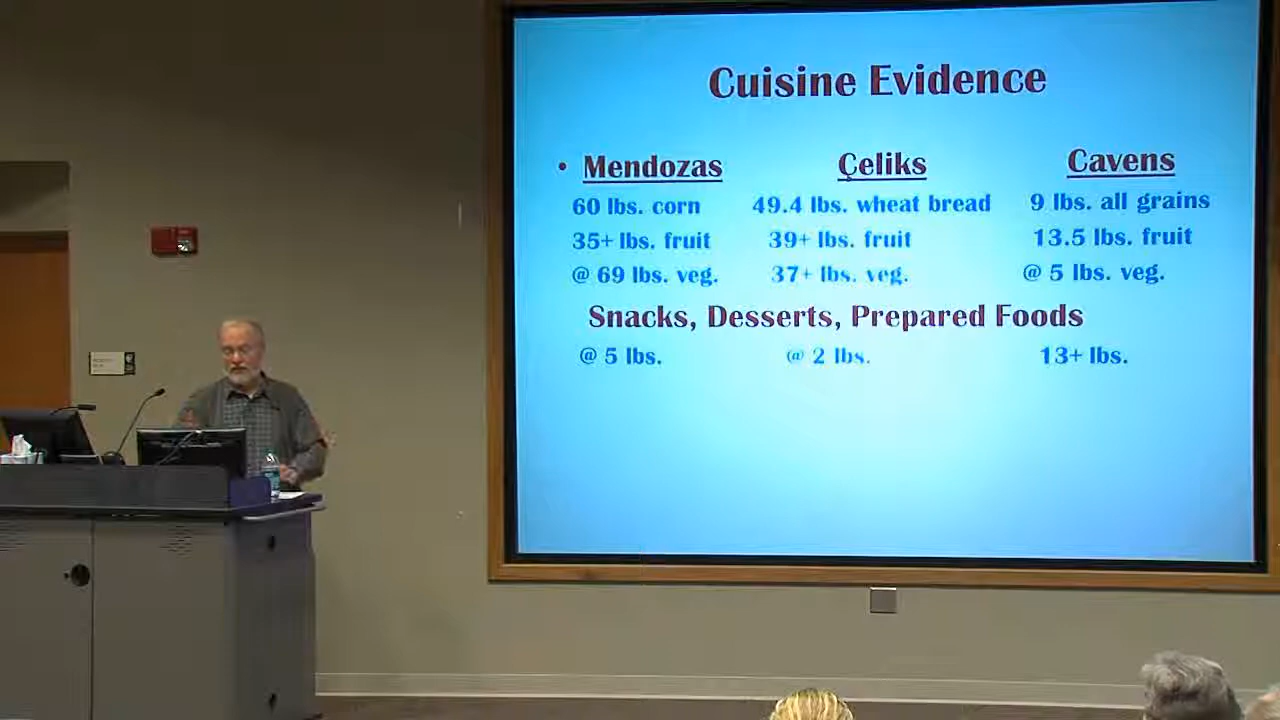 Cuisine Evidence
• Mendozas Çeliks Cavens
60 lbs. corn 49.4 lbs. wheat bread 9 lbs. all grains
35+ lbs. fruit 39+ lbs. fruit 13.5 lbs. fruit
@ 69 lbs. veg. 37+ lbs. veg. @ 5 lbs. veg.
Snacks, Desserts, Prepared Foods
@ 5 lbs. @ 2 lbs. 13+ lbs.